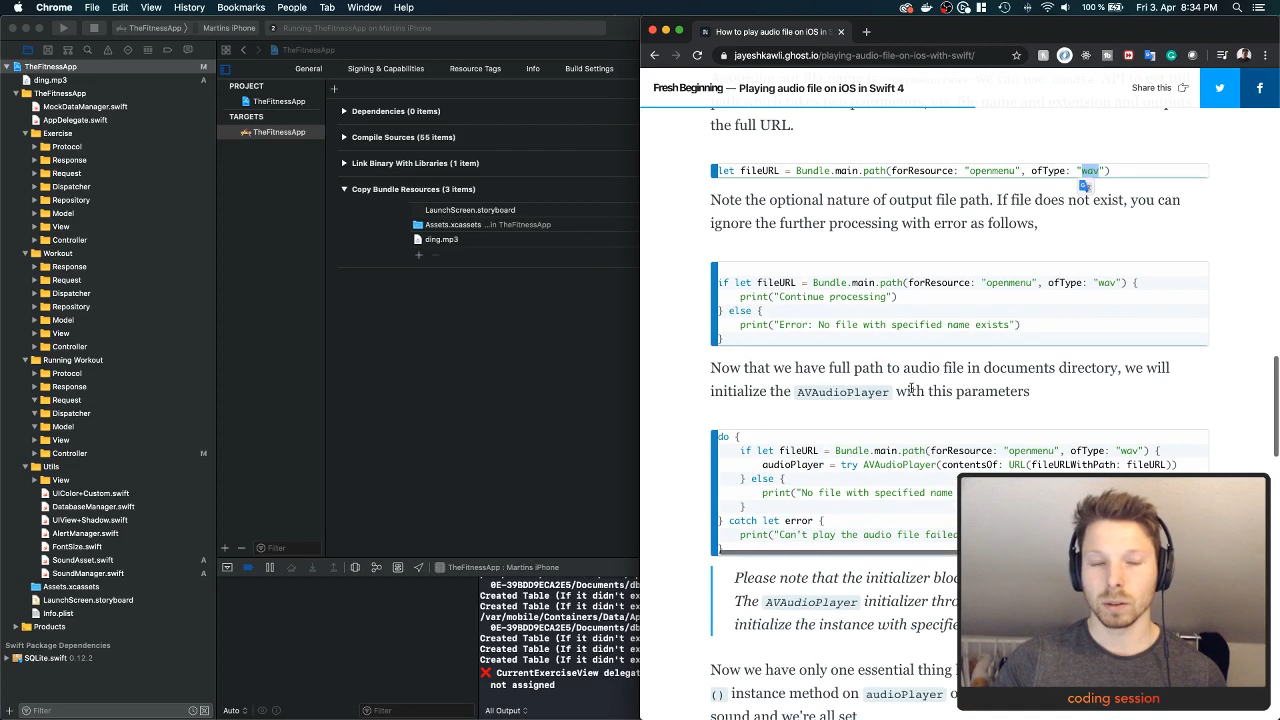 Chrome File Edit View History Bookmarks People Window Help
TheFitnessApp
Martins iPhone
Running TheFitnessApp on Martins iPhone
How to play audio file on iOS in S
jayeshkawli.ghost.io/playing-audio-file-on-ios-with-swift/
Fresh Beginning — Playing audio file on iOS in Swift 4
Share this
TheFitnessApp M
ding.mp3 A
TheFitnessApp
MockDataManager.swift
AppDelegate.swift
Exercise
Protocol
Response
Request
Dispatcher
Repository
Model
View
Controller
Workout
Response
Request
Dispatcher
Repository
Model
View
Controller
Running Workout
Protocol
Response
Request
Dispatcher
Model
View
Controller M
Utils
View
UIColor+Custom.swift
DatabaseManager.swift
UIView+Shadow.swift
AlertManager.swift
FontSize.swift
SoundAsset.swift A
SoundManager.swift A
Assets.xcassets
LaunchScreen.storyboard
Info.plist
Products
Swift Package Dependencies
SQLite.swift 0.12.2
Filter
TheFitnessApp
General
Signing & Capabilities
Resource Tags
Info
Build Settings
PROJECT
TheFitnessApp
TARGETS
TheFitnessApp
Filter
Dependencies (0 items)
Compile Sources (55 items)
Link Binary With Libraries (1 item)
Copy Bundle Resources (3 items)
LaunchScreen.storyboard
Assets.xcassets ...in TheFitnessApp
ding.mp3
TheFitnessApp
0E-39BDD9ECA2E5/Documents/db
Created Table (If it didn't ex
Created Table (If it didn't ex
/var/mobile/Containers/Data/Ap
0E-39BDD9ECA2E5/Documents/db
Created Table (If it didn't ex
Created Table (If it didn't ex
Created Table (If it didn't ex
CurrentExerciseView delegat
not assigned
Auto
Filter
All Output
the full URL.
let fileURL = Bundle.main.path(forResource: "openmenu", ofType: "wav")
Note the optional nature of output file path. If file does not exist, you can
ignore the further processing with error as follows,
if let fileURL = Bundle.main.path(forResource: "openmenu", ofType: "wav") {
print("Continue processing")
} else {
print("Error: No file with specified name exists")
}
Now that we have full path to audio file in documents directory, we will
initialize the AVAudioPlayer with this parameters
do {
if let fileURL = Bundle.main.path(forResource: "openmenu", ofType: "wav") {
audioPlayer = try AVAudioPlayer(contentsOf: URL(fileURLWithPath: fileURL))
} else {
print("No file with specified name
}
} catch let error {
print("Can't play the audio file failed
}
Please note that the initializer bloc
The AVAudioPlayer initializer thro
initialize the instance with specifie
Now we have only one essential thing l
() instance method on audioPlayer o
sound and we're all set
coding session